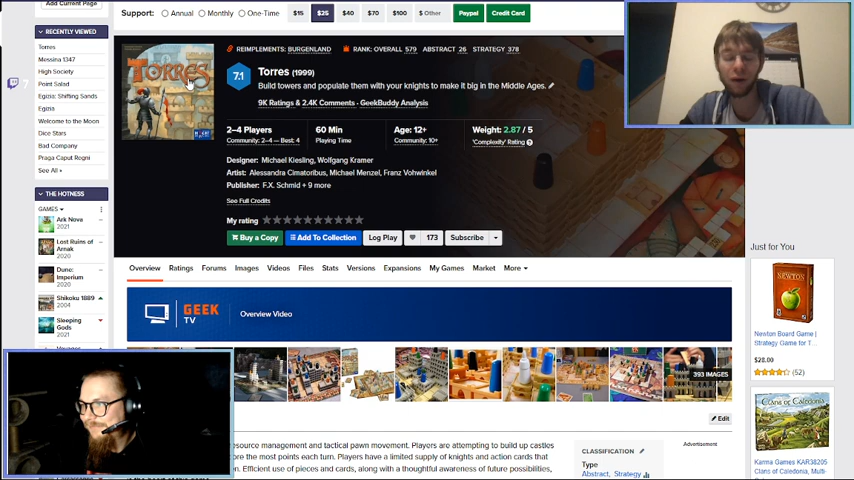 Add Current Page
Support:
Annual
Monthly
One-Time
$15
$25
$40
$70
$100
$ Other
Paypal
Credit Card
RECENTLY VIEWED
Torres
Messina 1347
High Society
Point Salad
Egizia: Shifting Sands
Egizia
Welcome to the Moon
Dice Stars
Bad Company
Praga Caput Regni
See All »
THE HOTNESS
GAMES
Ark Nova
2021
Lost Ruins of Arnak
2020
Dune: Imperium
2020
Shikoku 1889
2004
Sleeping Gods
2021
TORRES
REIMPLEMENTS: BURGENLAND
RANK: OVERALL 579 ABSTRACT 26 STRATEGY 378
7.1
Torres (1999)
Build towers and populate them with your knights to make it big in the Middle Ages.
9K Ratings & 2.4K Comments · GeekBuddy Analysis
2–4 Players
Community: 2–4 — Best: 4
60 Min
Playing Time
Age: 12+
Community: 10+
Weight: 2.87 / 5
'Complexity' Rating
Designer: Michael Kiesling, Wolfgang Kramer
Artist: Alessandra Cimatoribus, Michael Menzel, Franz Vohwinkel
Publisher: F.X. Schmid + 9 more
See Full Credits
My rating
Buy a Copy
Add To Collection
Log Play
173
Subscribe
Overview
Ratings
Forums
Images
Videos
Files
Stats
Versions
Expansions
My Games
Market
More
GEEK
TV
Overview Video
393 IMAGES
Edit
esource management and tactical pawn movement. Players are attempting to build up castles
ore the most points each turn. Players have a limited supply of knights and action cards that
on. Efficient use of pieces and cards, along with a thoughtful awareness of future possibilities,
CLASSIFICATION
Type
Abstract, Strategy
Advertisement
Just for You
NEWTON
Newton Board Game |
Strategy Game for T...
$28.00
(52)
CLANS OF CALEDONIA
Karma Games KAR38205
Clans of Caledonia, Multi-